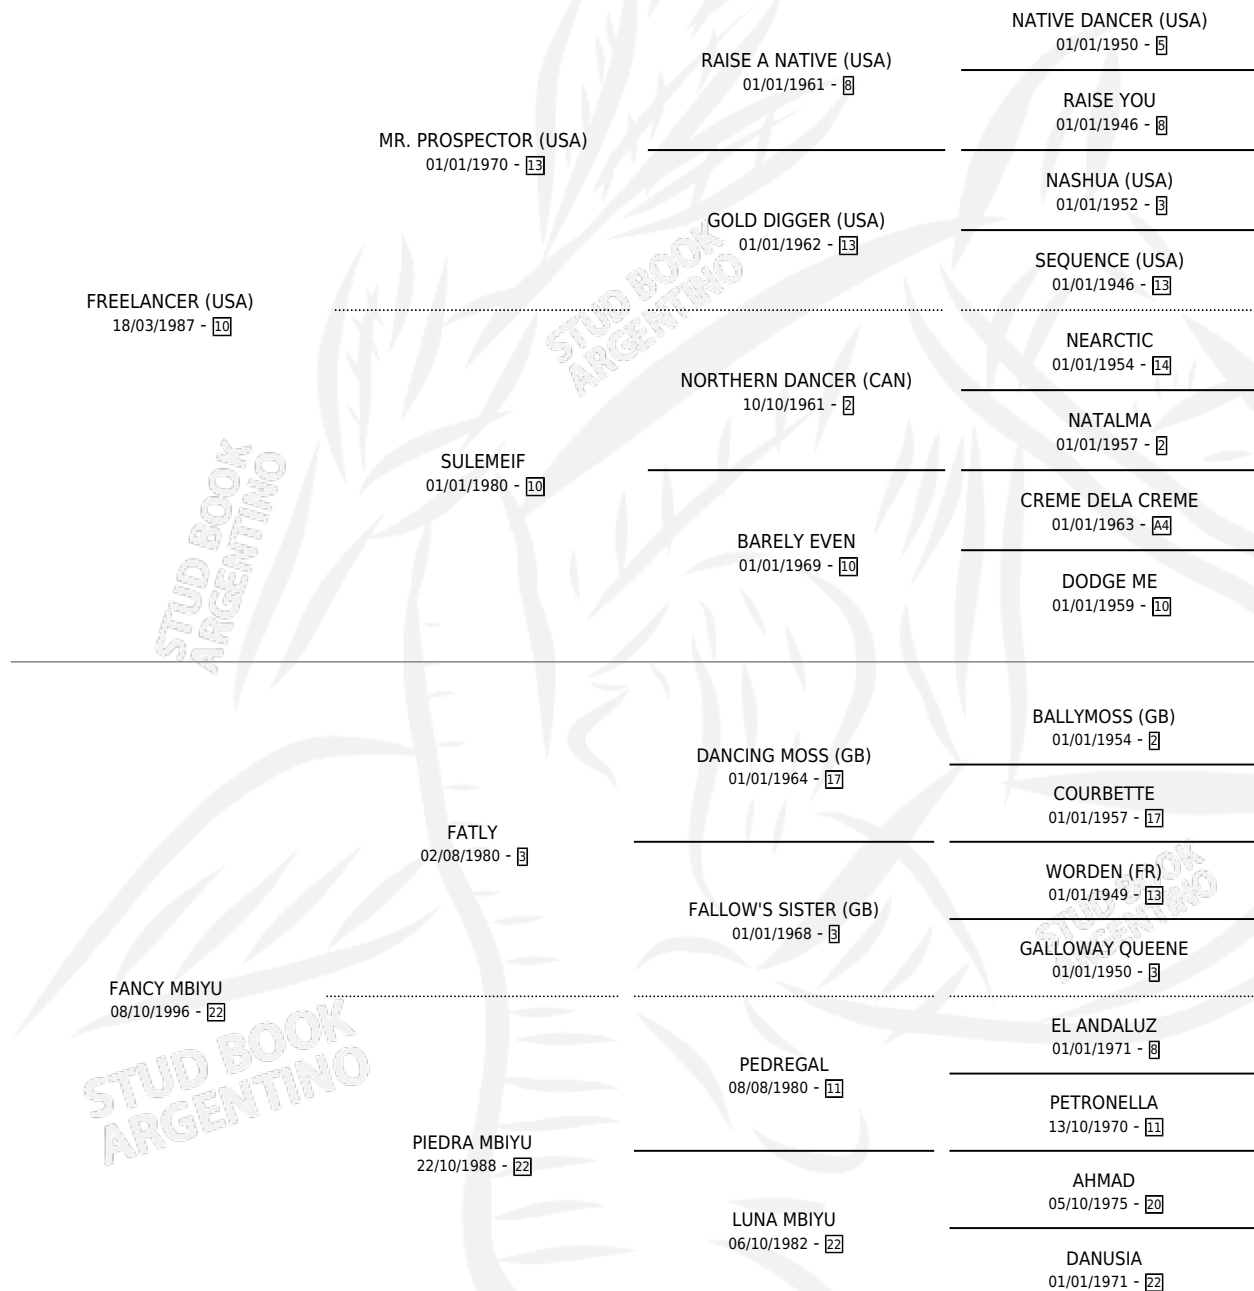 NATIVE DANCER (USA)
01/01/1950 - 5
RAISE A NATIVE (USA)
01/01/1961 - 8
RAISE YOU
01/01/1946 - 8
MR. PROSPECTOR (USA)
01/01/1970 - 13
NASHUA (USA)
01/01/1952 - 3
GOLD DIGGER (USA)
01/01/1962 - 13
SEQUENCE (USA)
01/01/1946 - 13
FREELANCER (USA)
18/03/1987 - 10
NEARCTIC
01/01/1954 - 14
NORTHERN DANCER (CAN)
10/10/1961 - 2
NATALMA
01/01/1957 - 2
SULEMEIF
01/01/1980 - 10
CREME DELA CREME
01/01/1963 - A4
BARELY EVEN
01/01/1969 - 10
DODGE ME
01/01/1959 - 10
BALLYMOSS (GB)
01/01/1954 - 2
DANCING MOSS (GB)
01/01/1964 - 17
COURBETTE
01/01/1957 - 17
FATLY
02/08/1980 - 3
WORDEN (FR)
01/01/1949 - 13
FALLOW'S SISTER (GB)
01/01/1968 - 3
GALLOWAY QUEENE
01/01/1950 - 3
FANCY MBIYU
08/10/1996 - 22
EL ANDALUZ
01/01/1971 - 8
PEDREGAL
08/08/1980 - 11
PETRONELLA
13/10/1970 - 11
PIEDRA MBIYU
22/10/1988 - 22
AHMAD
05/10/1975 - 20
LUNA MBIYU
06/10/1982 - 22
DANUSIA
01/01/1971 - 22
STUD BOOK
ARGENTINO
STUD BOOK
ARGENTINO
STUD BOOK
ARGENTINO
STUD BOOK
ARGENTINO